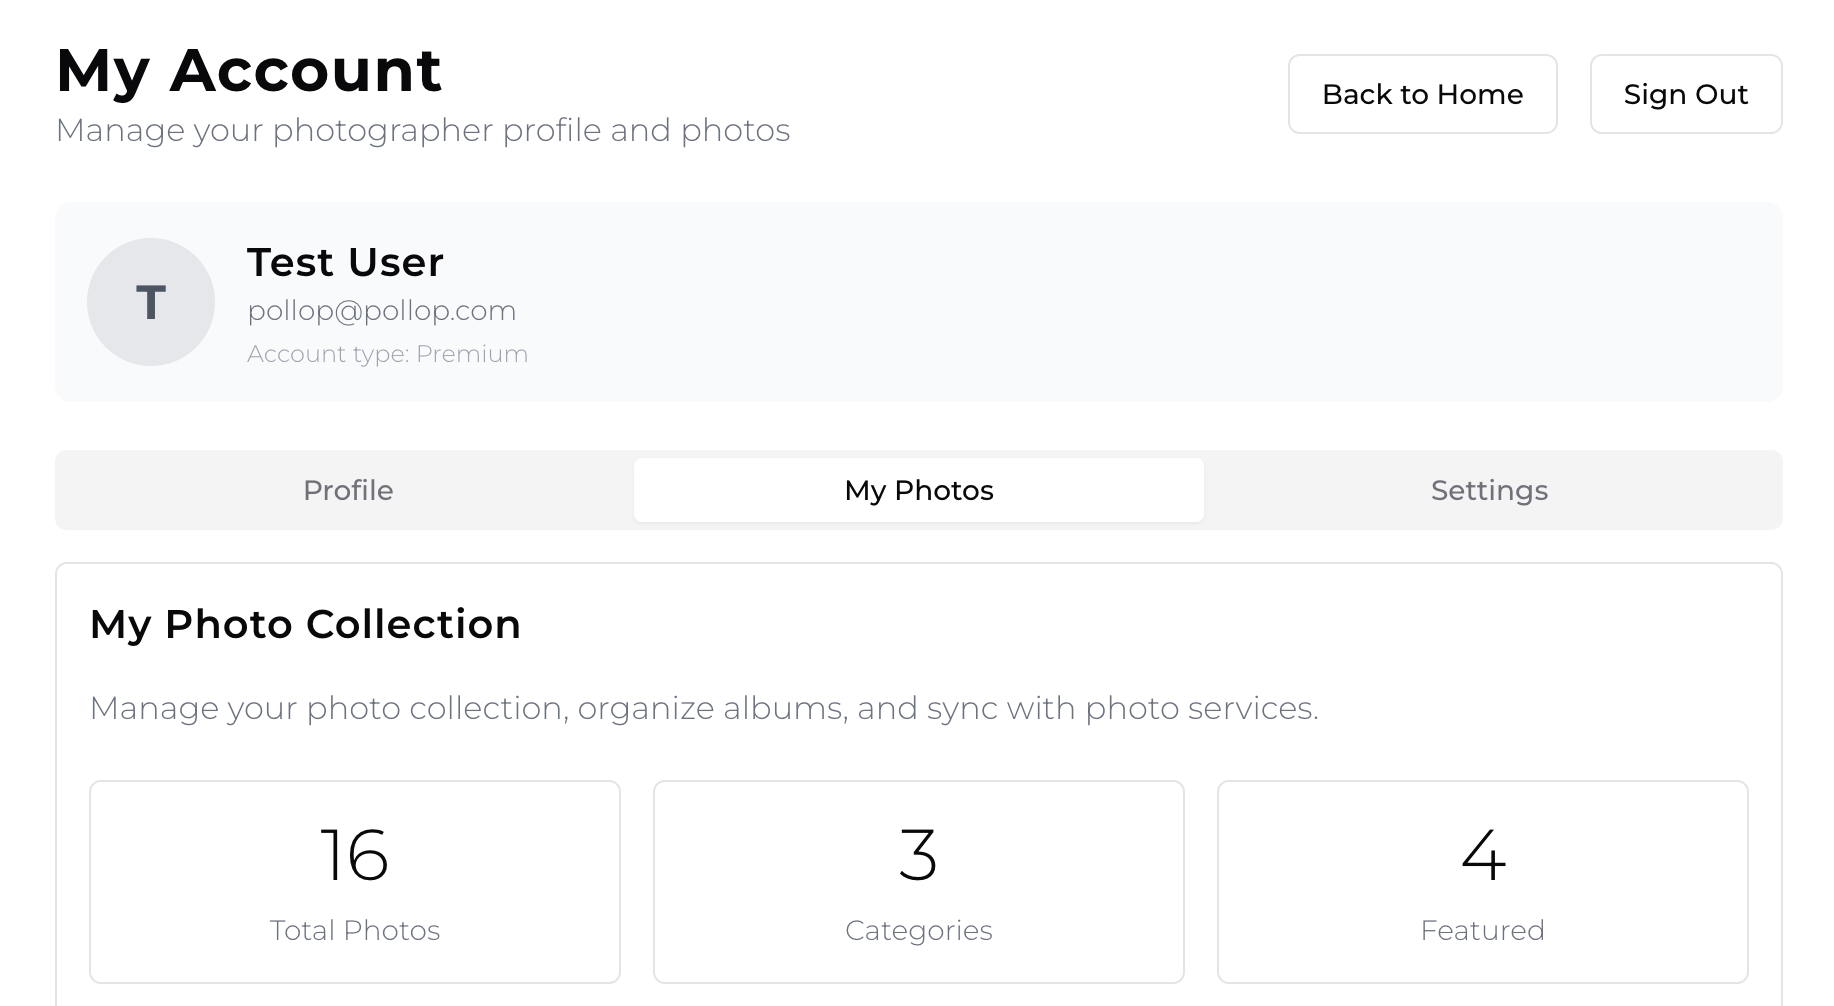 My Account
Manage your photographer profile and photos
Back to Home
Sign Out
T
Test User
pollop@pollop.com
Account type: Premium
Profile
My Photos
Settings
My Photo Collection
Manage your photo collection, organize albums, and sync with photo services.
16
Total Photos
3
Categories
4
Featured